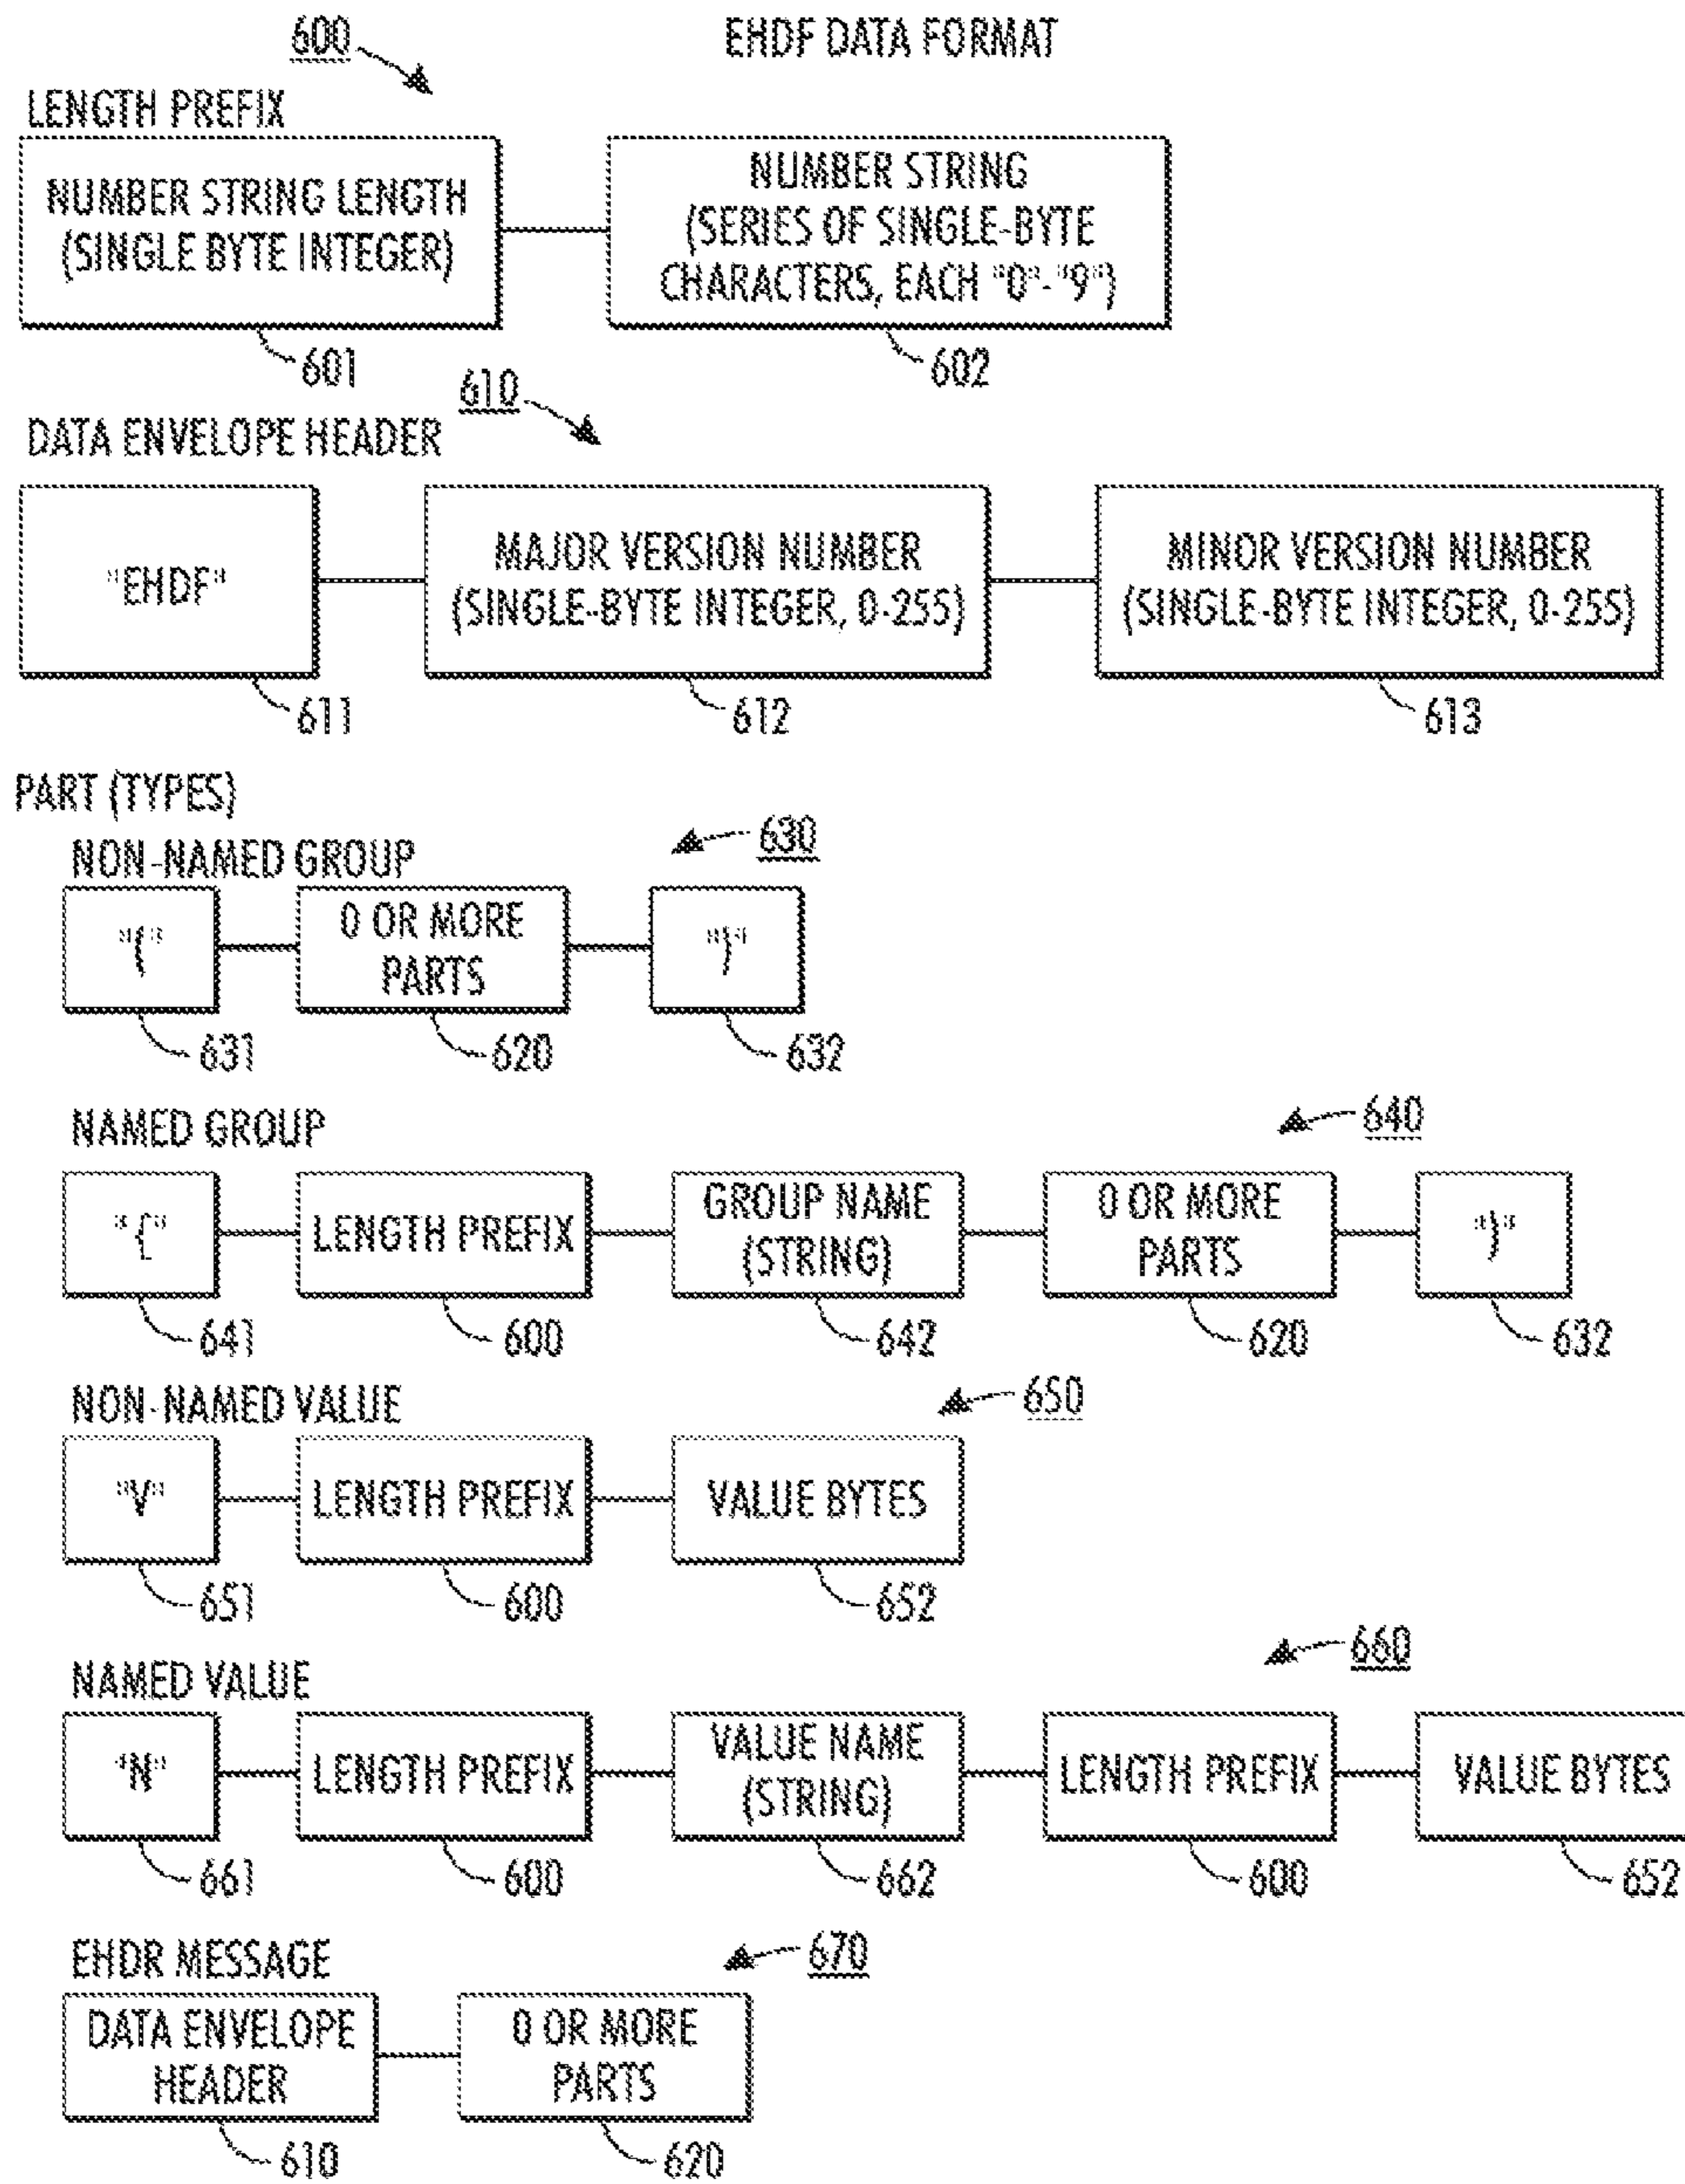 600
EHDF DATA FORMAT
LENGTH PREFIX
NUMBER STRING LENGTH
(SINGLE BYTE INTEGER)
NUMBER STRING
(SERIES OF SINGLE-BYTE
CHARACTERS, EACH "0"-"9")
601
602
610
DATA ENVELOPE HEADER
"EHDF"
MAJOR VERSION NUMBER
(SINGLE-BYTE INTEGER, 0-255)
MINOR VERSION NUMBER
(SINGLE-BYTE INTEGER, 0-255)
611
612
613
PART (TYPES)
NON-NAMED GROUP
630
"("
0 OR MORE
PARTS
")"
631
620
632
NAMED GROUP
640
"{"
LENGTH PREFIX
GROUP NAME
(STRING)
0 OR MORE
PARTS
")"
641
600
642
620
632
NON-NAMED VALUE
650
"V"
LENGTH PREFIX
VALUE BYTES
651
600
652
NAMED VALUE
660
"N"
LENGTH PREFIX
VALUE NAME
(STRING)
LENGTH PREFIX
VALUE BYTES
661
600
662
600
652
EHDR MESSAGE
670
DATA ENVELOPE
HEADER
0 OR MORE
PARTS
610
620